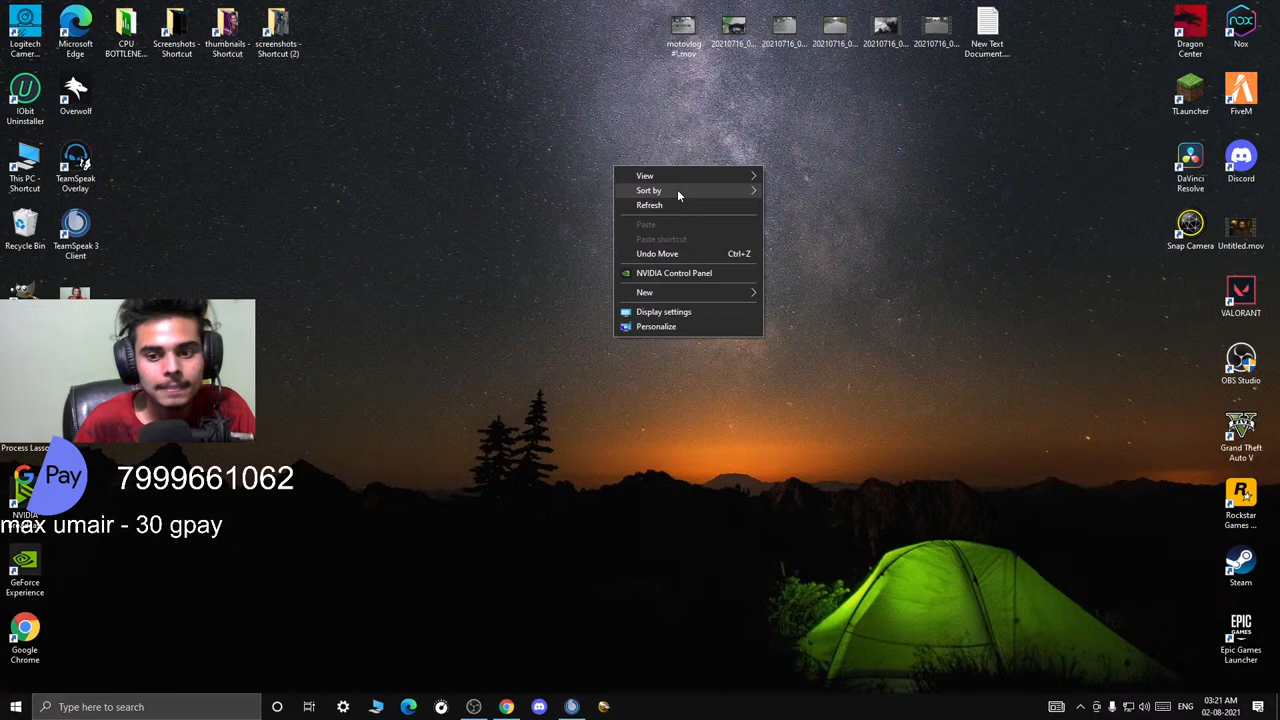 Logitech Camer...
Microsoft Edge
CPU BOTTLENE...
Screenshots - Shortcut
thumbnails - Shortcut
screenshots - Shortcut (2)
motovlog #1.mov
20210716_0...
20210716_0...
20210716_0...
20210716_0...
20210716_0...
New Text Document....
Dragon Center
Nox
IObit Uninstaller
Overwolf
TLauncher
FiveM
This PC - Shortcut
TeamSpeak Overlay
DaVinci Resolve
Discord
Recycle Bin
TeamSpeak 3 Client
Snap Camera
Untitled.mov
View
Sort by
Refresh
Paste
Paste shortcut
Undo Move Ctrl+Z
NVIDIA Control Panel
New
Display settings
Personalize
VALORANT
OBS Studio
Process Lasso
G Pay 7999661062
max umair - 30 gpay
Grand Theft Auto V
Rockstar Games ...
GeForce Experience
Steam
Google Chrome
EPIC GAMES
Epic Games Launcher
Type here to search
ENG
03:21 AM
02-08-2021